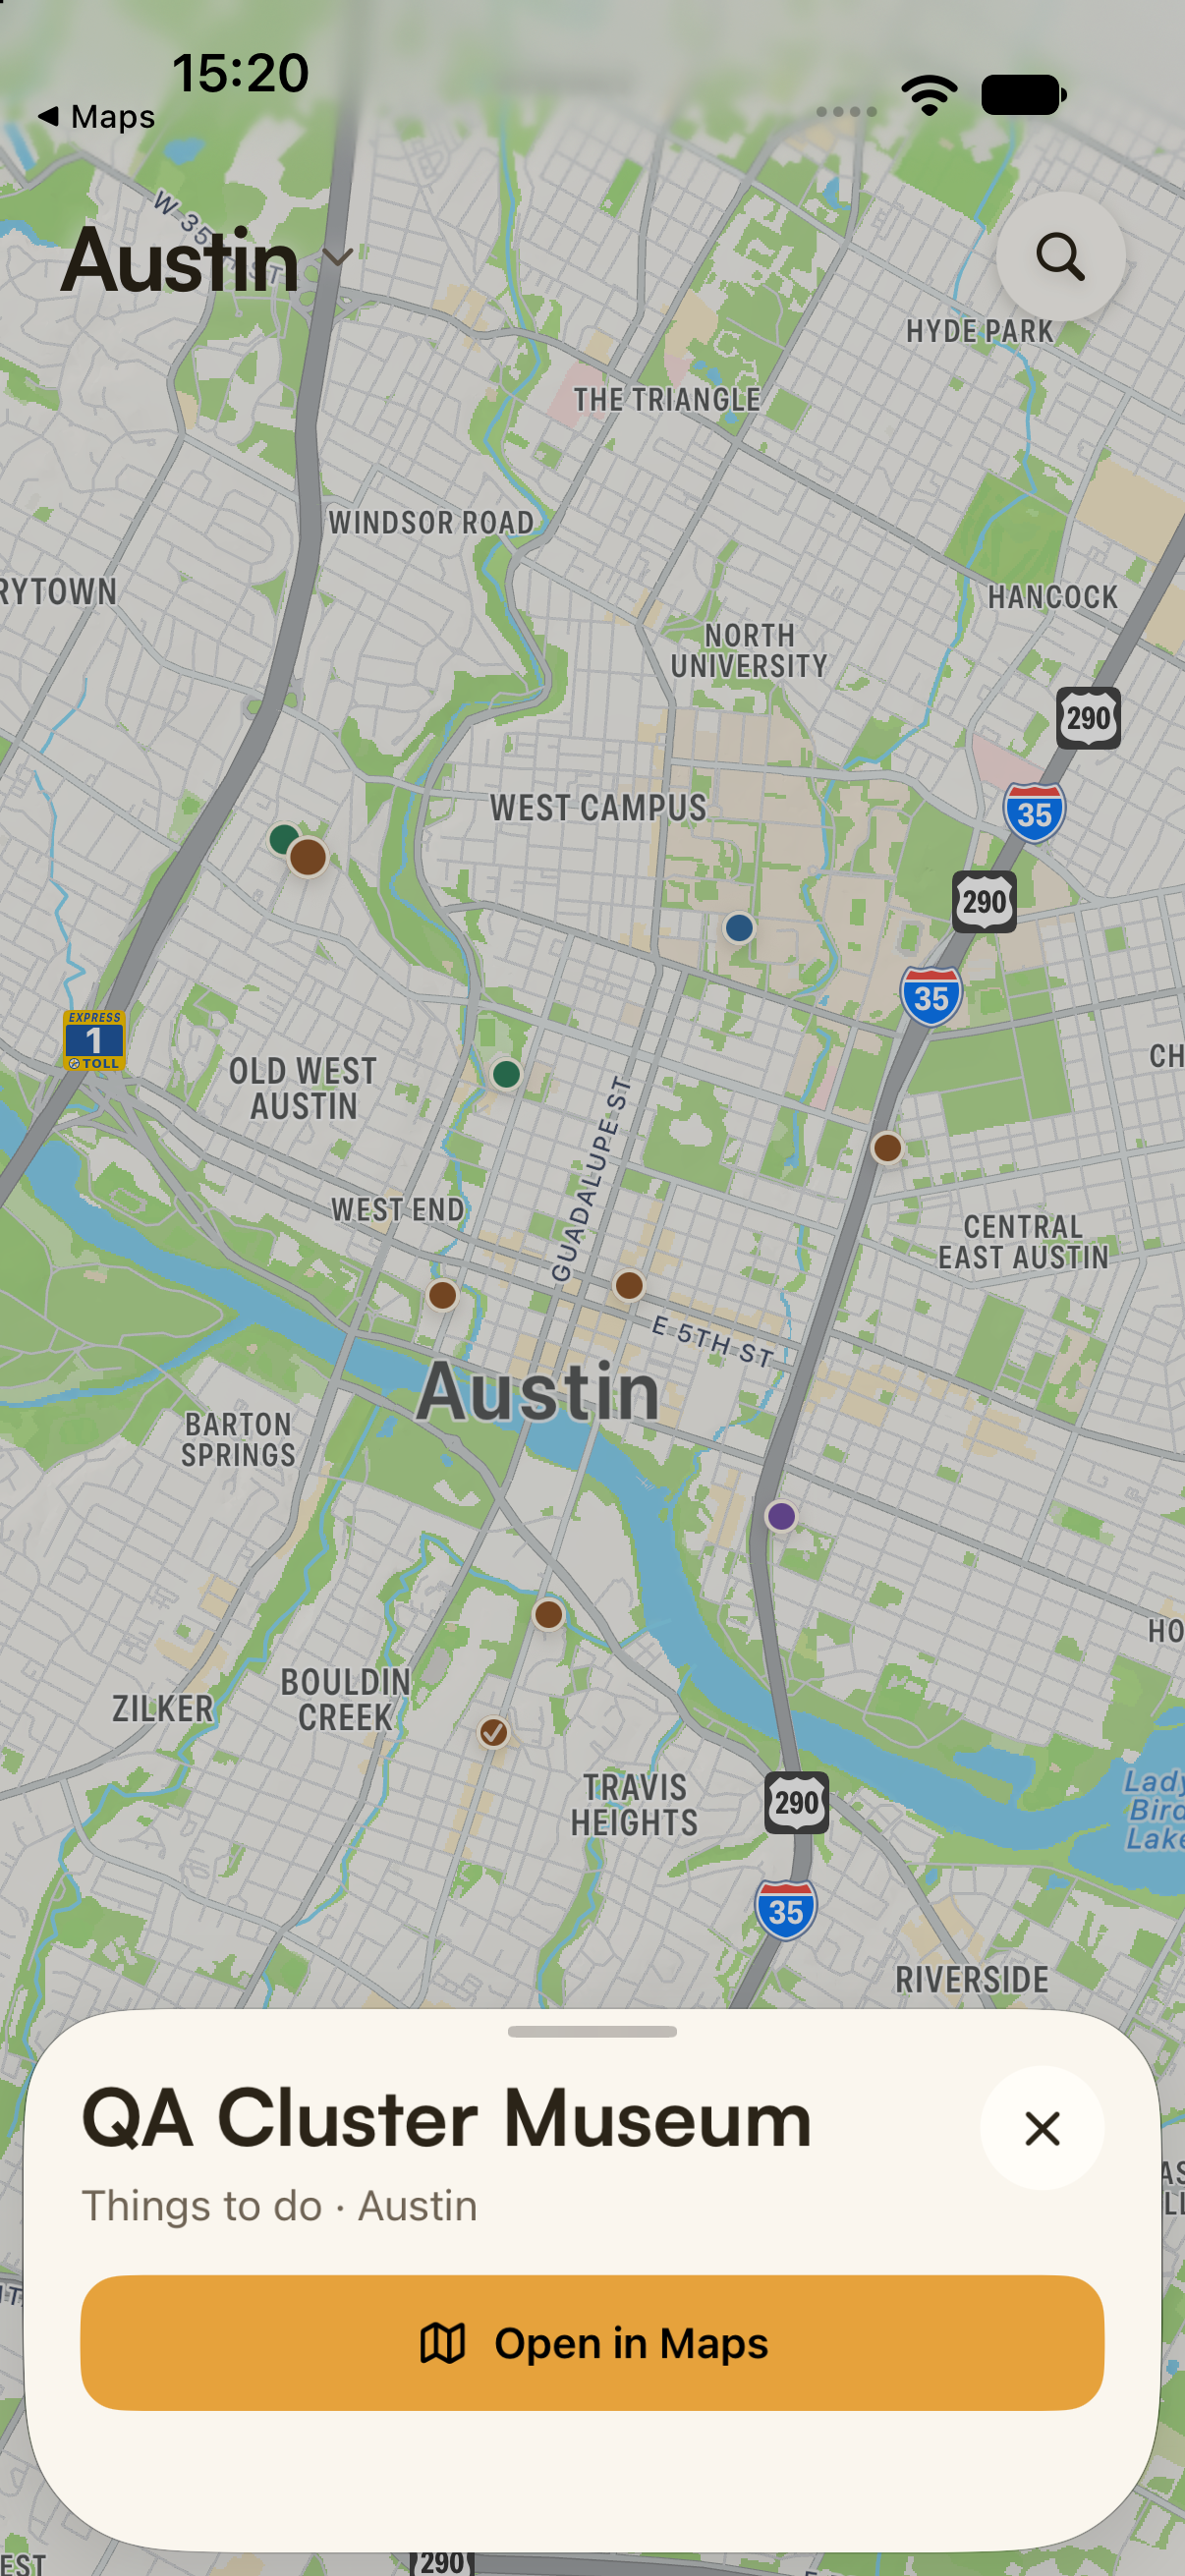 15:20
Maps
W 35
ST
Austin
HYDE PARK
THE TRIANGLE
WINDSOR ROAD
RYTOWN
HANCOCK
NORTH
UNIVERSITY
290
WEST CAMPUS
35
290
35
EXPRESS
1
TOLL
OLD WEST
AUSTIN
CH
GUADALUPE ST
WEST END
CENTRAL
EAST AUSTIN
E 5TH ST
Austin
BARTON
SPRINGS
HO
BOULDIN
CREEK
ZILKER
TRAVIS
HEIGHTS
290
Lady
Bird
Lake
35
RIVERSIDE
QA Cluster Museum
Things to do · Austin
Open in Maps
EST
290